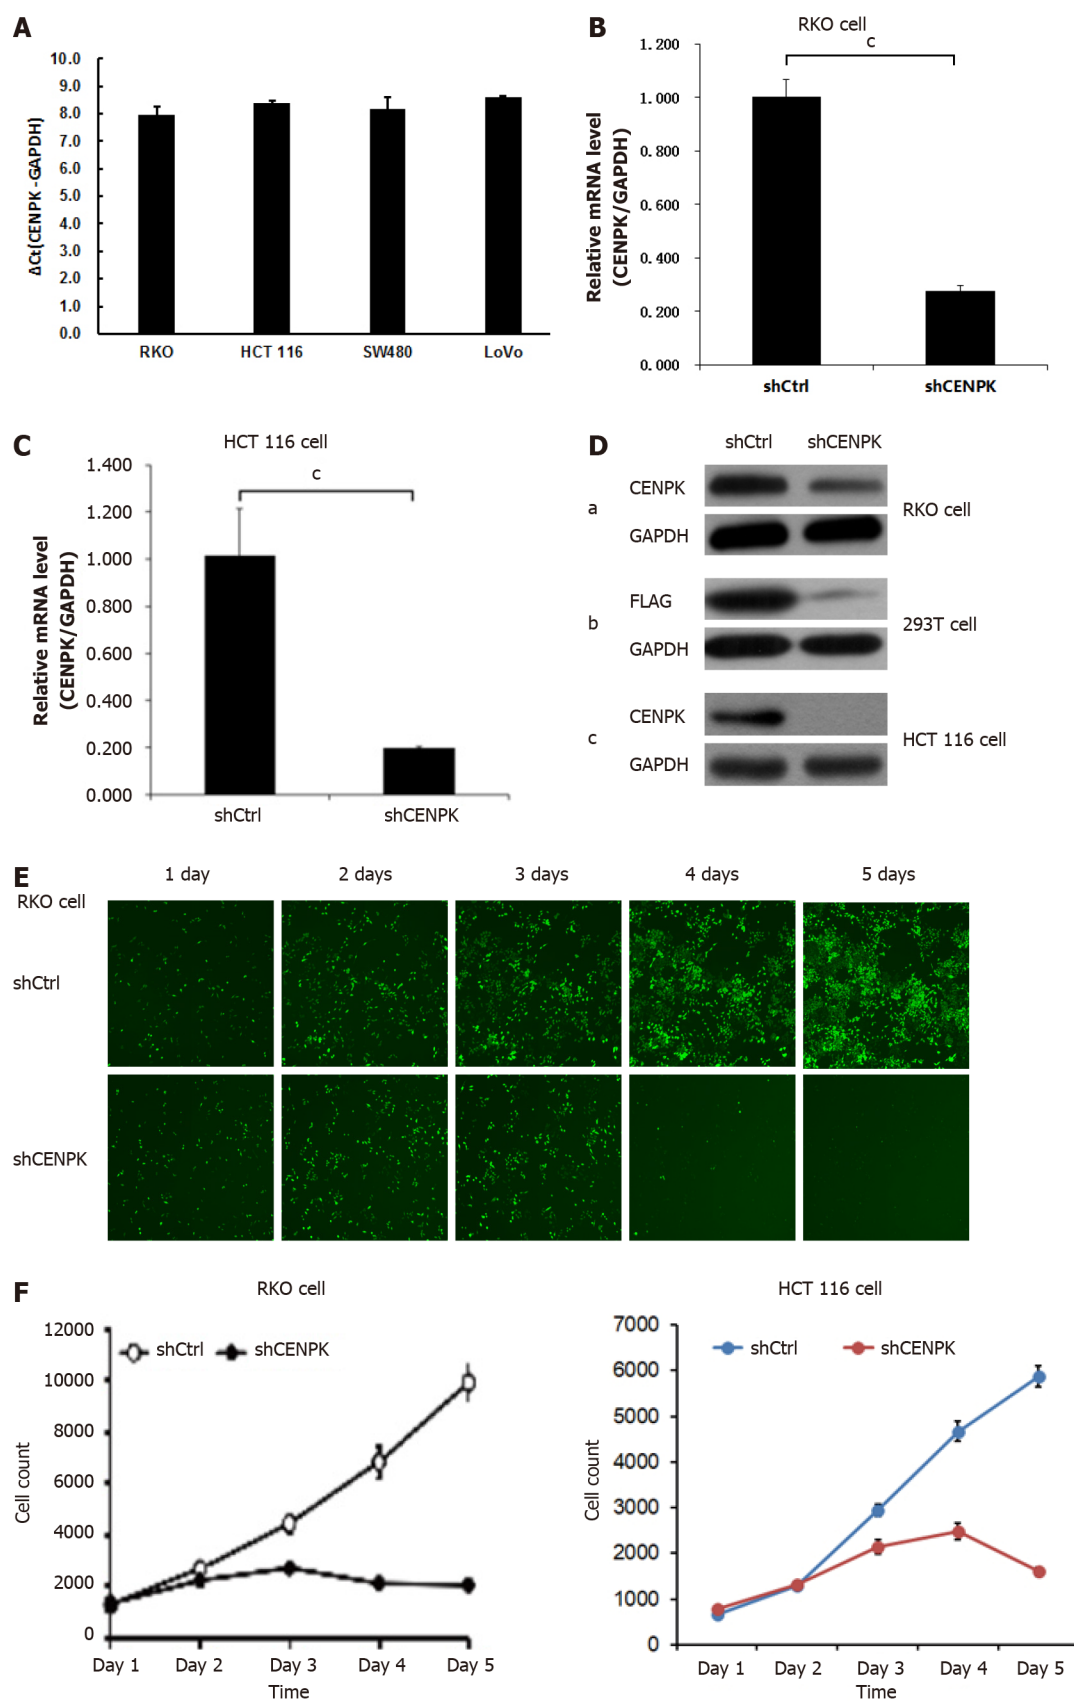 A
10.0
9.0
8.0
7.0
6.0
5.0
4.0
3.0
2.0
1.0
0.0
ΔCt(CENPK -GAPDH)
RKO HCT 116 SW480 LoVo
B
RKO cell
c
1.200
1.000
0.800
0.600
0.400
0.200
0.000
Relative mRNA level
(CENPK/GAPDH)
shCtrl shCENPK
C
HCT 116 cell
c
1.400
1.200
1.000
0.800
0.600
0.400
0.200
0.000
Relative mRNA level
(CENPK/GAPDH)
shCtrl shCENPK
D
shCtrl shCENPK
a
CENPK
GAPDH
RKO cell
b
FLAG
GAPDH
293T cell
c
CENPK
GAPDH
HCT 116 cell
E
1 day 2 days 3 days 4 days 5 days
RKO cell
shCtrl
shCENPK
F
RKO cell
12000
10000
8000
6000
4000
2000
0
Cell count
shCtrl shCENPK
Day 1 Day 2 Day 3 Day 4 Day 5
Time
HCT 116 cell
7000
6000
5000
4000
3000
2000
1000
0
Cell count
shCtrl shCENPK
Day 1 Day 2 Day 3 Day 4 Day 5
Time